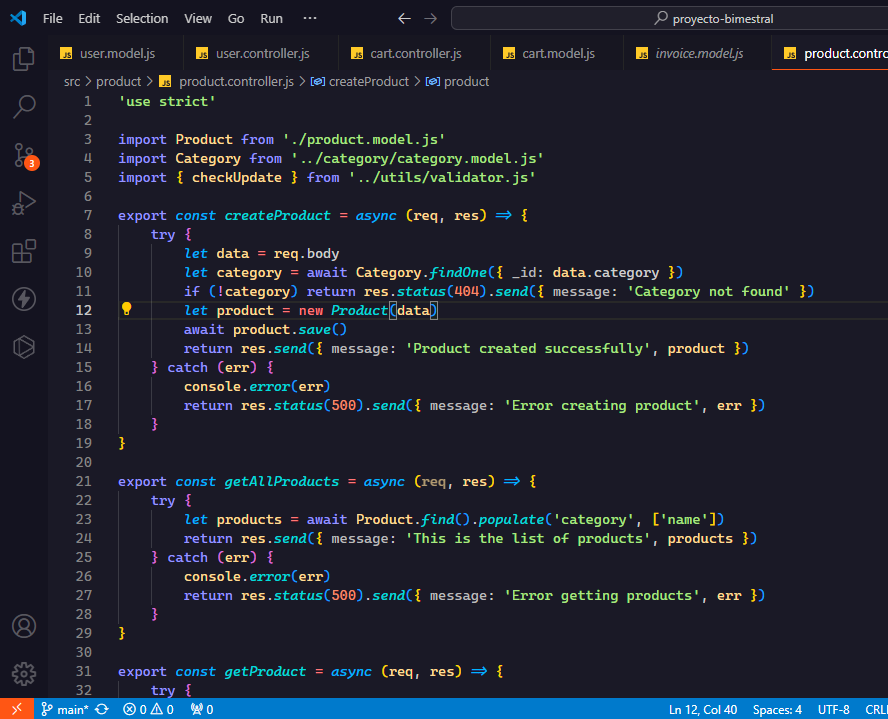 File Edit Selection View Go Run ··· ← → proyecto-bimestral
JS user.model.js JS user.controller.js JS cart.controller.js JS cart.model.js JS invoice.model.js JS product.contro
src > product > JS product.controller.js > createProduct > product
1 'use strict'
2
3 import Product from './product.model.js'
4 import Category from '../category/category.model.js'
5 import { checkUpdate } from '../utils/validator.js'
6
7 export const createProduct = async (req, res) => {
8 try {
9 let data = req.body
10 let category = await Category.findOne({ _id: data.category })
11 if (!category) return res.status(404).send({ message: 'Category not found' })
12 let product = new Product(data)
13 await product.save()
14 return res.send({ message: 'Product created successfully', product })
15 } catch (err) {
16 console.error(err)
17 return res.status(500).send({ message: 'Error creating product', err })
18 }
19 }
20
21 export const getAllProducts = async (req, res) => {
22 try {
23 let products = await Product.find().populate('category', ['name'])
24 return res.send({ message: 'This is the list of products', products })
25 } catch (err) {
26 console.error(err)
27 return res.status(500).send({ message: 'Error getting products', err })
28 }
29 }
30
31 export const getProduct = async (req, res) => {
32 try {
3
main* 0 0 0 Ln 12, Col 40 Spaces: 4 UTF-8 CRL